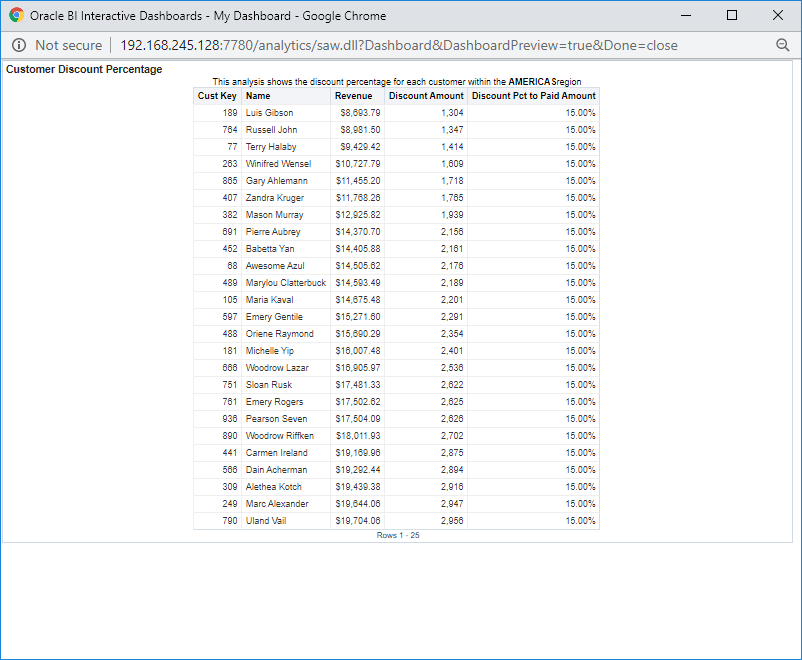 Oracle BI Interactive Dashboards - My Dashboard - Google Chrome
Not secure | 192.168.245.128:7780/analytics/saw.dll?Dashboard&DashboardPreview=true&Done=close
Customer Discount Percentage
This analysis shows the discount percentage for each customer within the AMERICAS region
Cust Key Name Revenue Discount Amount Discount Pct to Paid Amount
189 Luis Gibson $8,693.79 1,304 15.00%
764 Russell John $8,981.50 1,347 15.00%
77 Terry Halaby $9,429.42 1,414 15.00%
263 Winifred Wensel $10,727.79 1,609 15.00%
865 Gary Ahlemann $11,455.20 1,718 15.00%
407 Zandra Kruger $11,768.26 1,765 15.00%
382 Mason Murray $12,925.82 1,939 15.00%
691 Pierre Aubrey $14,370.70 2,156 15.00%
452 Babetta Yan $14,405.88 2,161 15.00%
68 Awesome Azul $14,505.62 2,176 15.00%
489 Marylou Clatterbuck $14,593.49 2,189 15.00%
105 Maria Kaval $14,675.48 2,201 15.00%
597 Emery Gentile $15,271.60 2,291 15.00%
488 Oriene Raymond $15,690.29 2,354 15.00%
181 Michelle Yip $16,007.48 2,401 15.00%
666 Woodrow Lazar $16,905.97 2,536 15.00%
751 Sloan Rusk $17,481.33 2,622 15.00%
761 Emery Rogers $17,502.62 2,625 15.00%
936 Pearson Seven $17,504.09 2,626 15.00%
890 Woodrow Riffken $18,011.93 2,702 15.00%
441 Carmen Ireland $19,169.96 2,875 15.00%
566 Dain Acherman $19,292.44 2,894 15.00%
309 Alethea Kotch $19,439.38 2,916 15.00%
249 Marc Alexander $19,644.06 2,947 15.00%
790 Uland Vail $19,704.06 2,956 15.00%
Rows 1 - 25